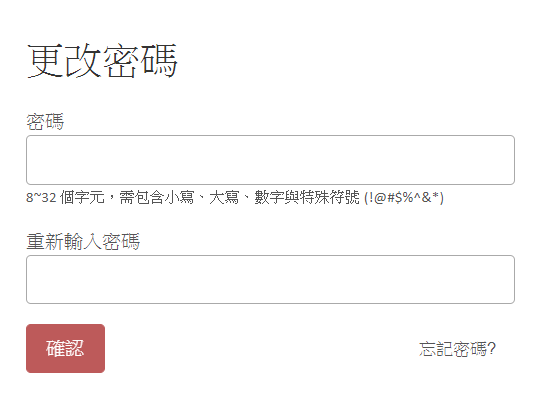 更改密碼
密碼
8~32 個字元，需包含小寫、大寫、數字與特殊符號 (!@#$%^&*)
重新輸入密碼
確認
忘記密碼?